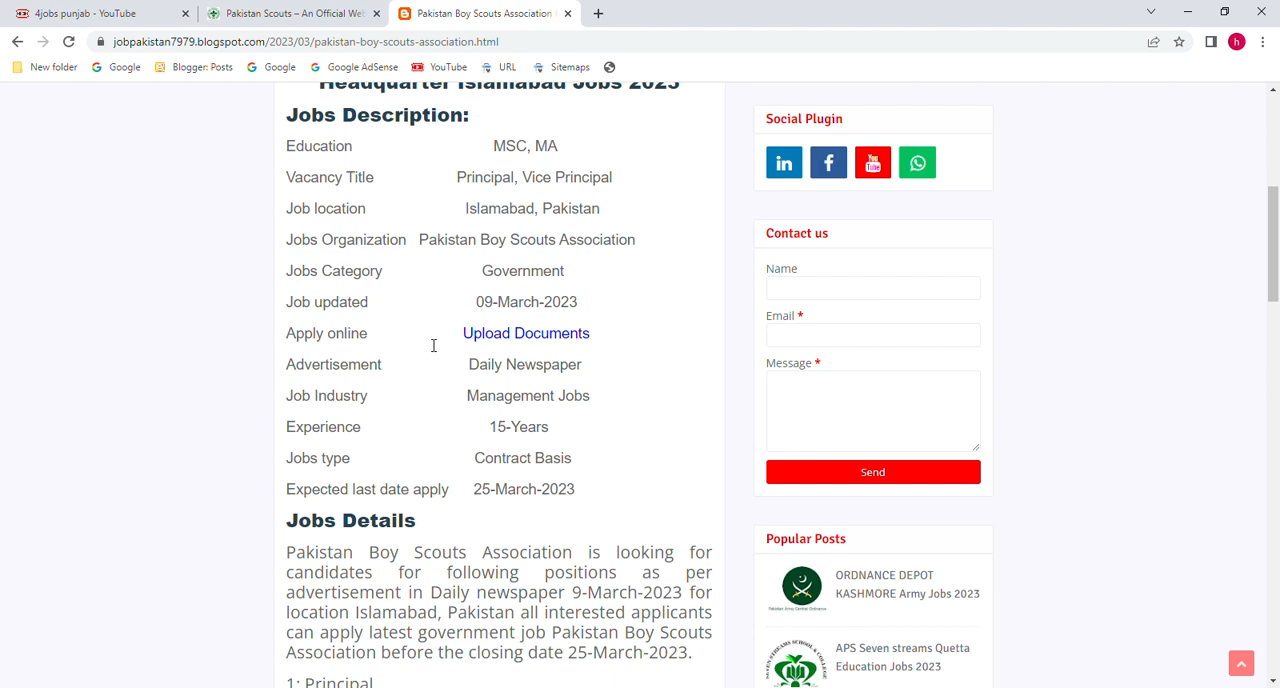 4jobs punjab - YouTube
Pakistan Scouts – An Official Web
Pakistan Boy Scouts Association
jobpakistan7979.blogspot.com/2023/03/pakistan-boy-scouts-association.html
h
New folder
Google
Blogger: Posts
Google
Google AdSense
YouTube
URL
Sitemaps
Headquarter Islamabad Jobs 2023
Jobs Description:
Education MSC, MA
Vacancy Title Principal, Vice Principal
Job location Islamabad, Pakistan
Jobs Organization Pakistan Boy Scouts Association
Jobs Category Government
Job updated 09-March-2023
Apply online Upload Documents
Advertisement Daily Newspaper
Job Industry Management Jobs
Experience 15-Years
Jobs type Contract Basis
Expected last date apply 25-March-2023
Jobs Details
Pakistan Boy Scouts Association is looking for
candidates for following positions as per
advertisement in Daily newspaper 9-March-2023 for
location Islamabad, Pakistan all interested applicants
can apply latest government job Pakistan Boy Scouts
Association before the closing date 25-March-2023.
1: Principal
Social Plugin
in
f
You
Tube
Contact us
Name
Email *
Message *
Send
Popular Posts
ORDNANCE DEPOT
KASHMORE Army Jobs 2023
APS Seven streams Quetta
Education Jobs 2023